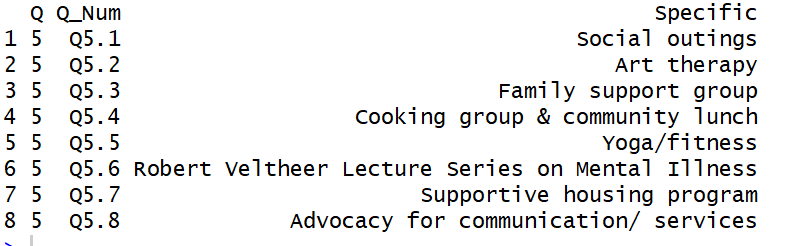 Q Q_Num Specific
1 5 Q5.1 Social outings
2 5 Q5.2 Art therapy
3 5 Q5.3 Family support group
4 5 Q5.4 Cooking group & community lunch
5 5 Q5.5 Yoga/fitness
6 5 Q5.6 Robert Veltheer Lecture Series on Mental Illness
7 5 Q5.7 Supportive housing program
8 5 Q5.8 Advocacy for communication/ services
>